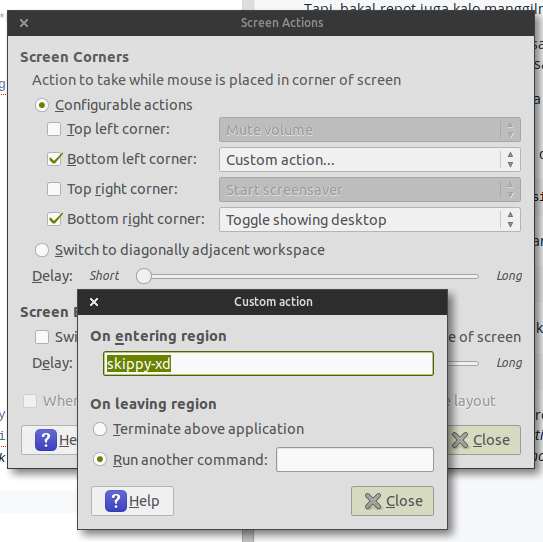 Tapi, bakal repot juga kalo
Screen Actions
Screen Corners
Action to take while mouse is placed in corner of screen
Configurable actions
Top left corner: Mute volume
Bottom left corner: Custom action...
Top right corner: Start screensaver
Bottom right corner: Toggle showing desktop
Switch to diagonally adjacent workspace
Delay: Short Long
Custom action
Screen
On entering region
e of screen
skippy-xd
Delay: Long
On leaving region
layout
Terminate above application
Run another command:
Close
Help Close